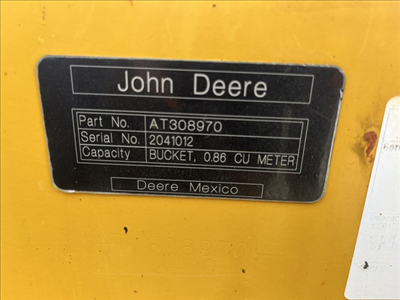 John Deere
Part No. AT308970
Serial No. 2041012
Capacity BUCKET, 0.86 CU METER
Deere Mexico